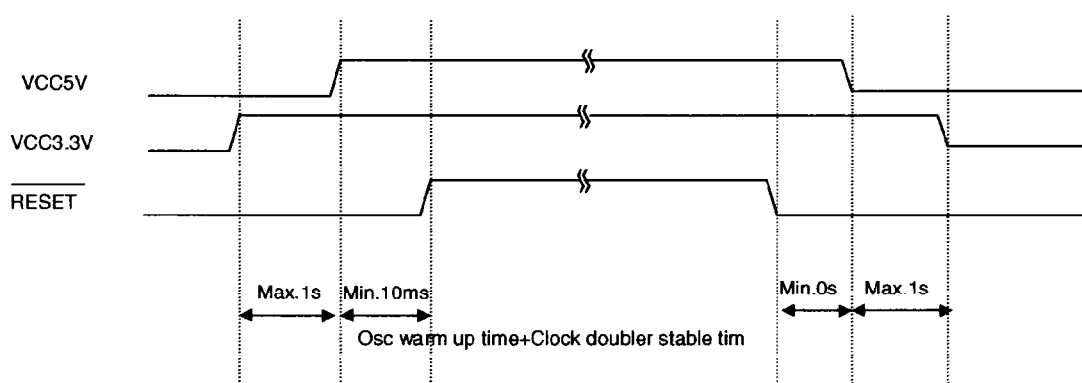 VCC5V
VCC3.3V
RESET
Max.1s
Min.10ms
Min.0s
Max.1s
Osc warm up time+Clock doubler stable tim